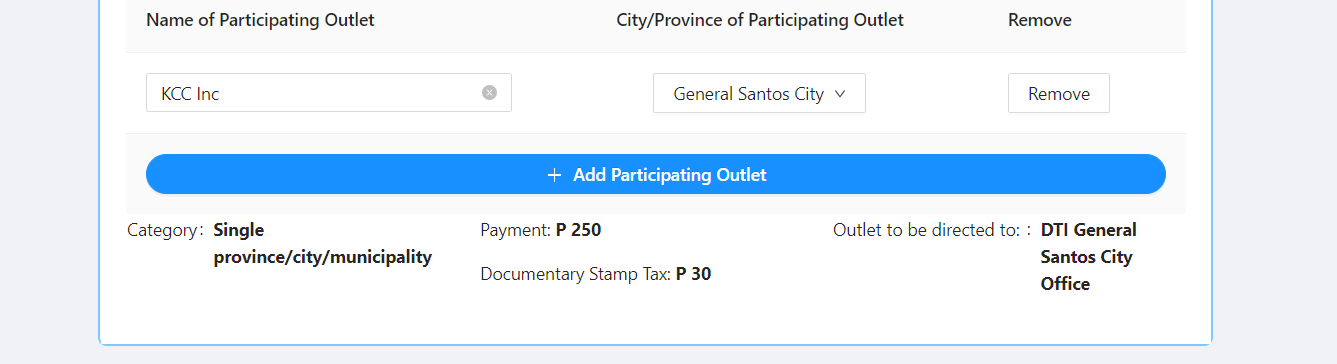 Name of Participating Outlet City/Province of Participating Outlet Remove
KCC Inc General Santos City Remove
+ Add Participating Outlet
Category: Single province/city/municipality
Payment: P 250
Documentary Stamp Tax: P 30
Outlet to be directed to: : DTI General
Santos City
Office